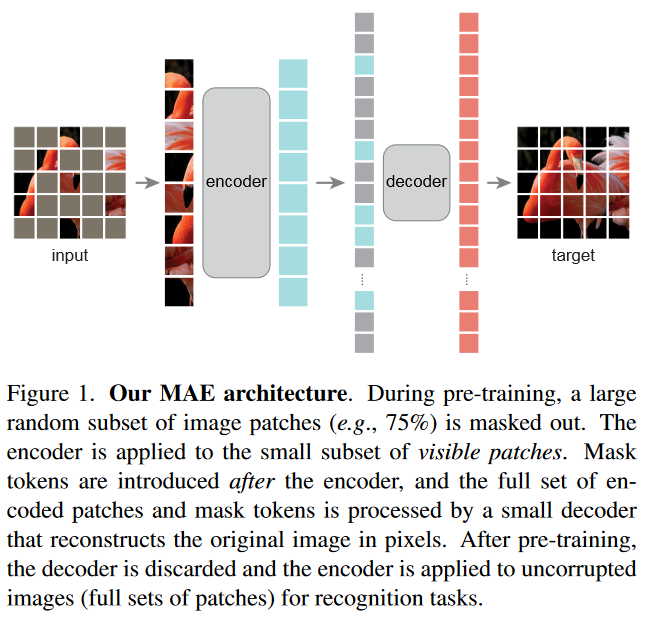 input
encoder
decoder
target
Figure 1. Our MAE architecture. During pre-training, a large
random subset of image patches (e.g., 75%) is masked out. The
encoder is applied to the small subset of visible patches. Mask
tokens are introduced after the encoder, and the full set of en-
coded patches and mask tokens is processed by a small decoder
that reconstructs the original image in pixels. After pre-training,
the decoder is discarded and the encoder is applied to uncorrupted
images (full sets of patches) for recognition tasks.